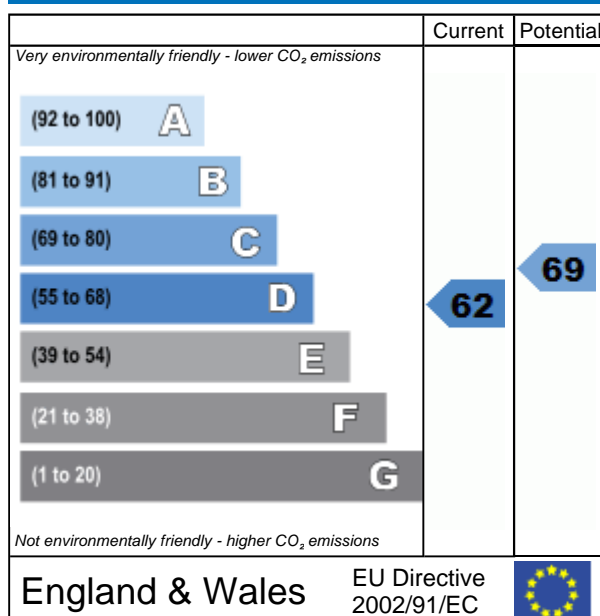 Current Potential
Very environmentally friendly - lower CO₂ emissions
(92 to 100) A
(81 to 91) B
(69 to 80) C
(55 to 68) D
(39 to 54) E
(21 to 38) F
(1 to 20) G
62
69
Not environmentally friendly - higher CO₂ emissions
England & Wales
EU Directive
2002/91/EC